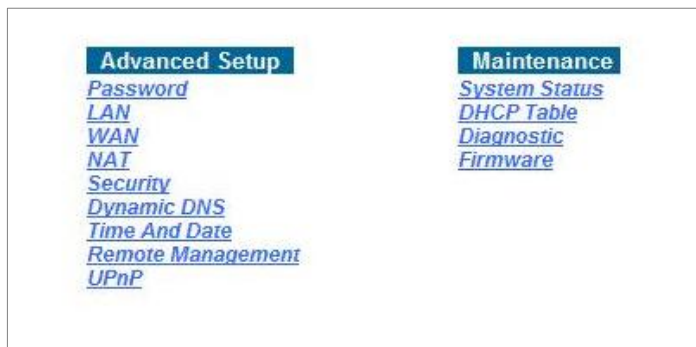 Advanced Setup
Password
LAN
WAN
NAT
Security
Dynamic DNS
Time And Date
Remote Management
UPnP
Maintenance
System Status
DHCP Table
Diagnostic
Firmware